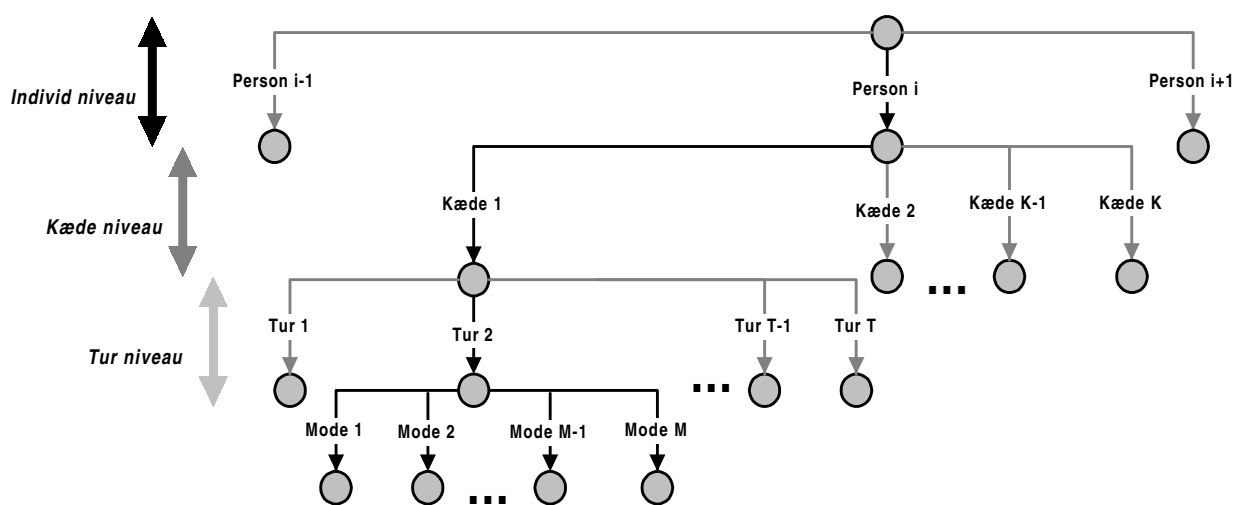 Person i-1
Person i
Person i+1
Individ niveau
Kæde 1
Kæde 2
Kæde K-1
Kæde K
Kæde niveau
...
Tur 1
Tur 2
Tur T-1
Tur T
Tur niveau
...
Mode 1
Mode 2
Mode M-1
Mode M
...